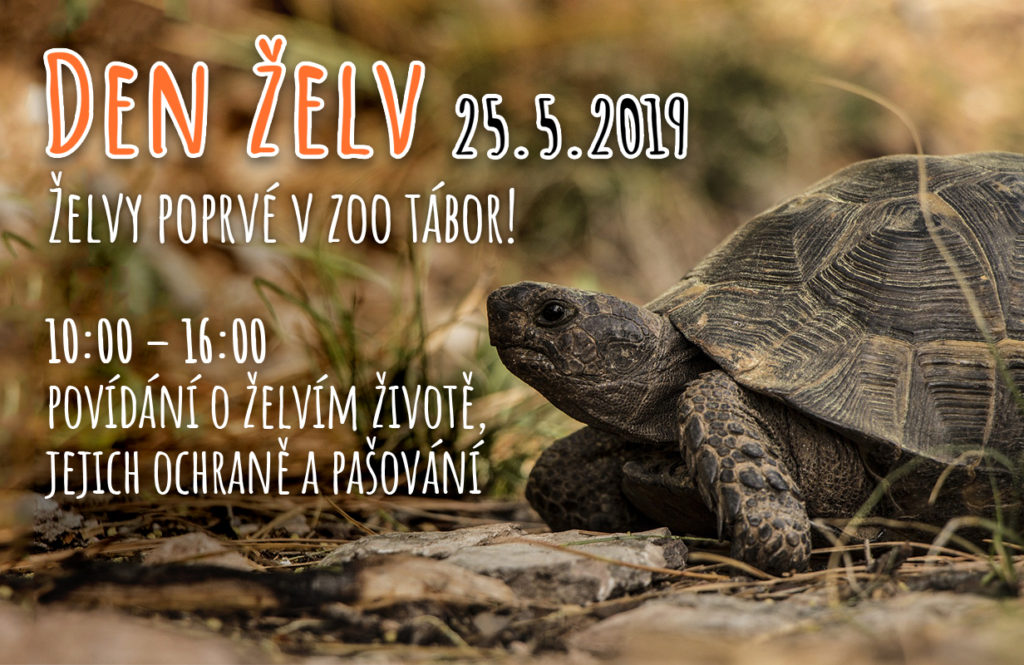 Den želv 25.5.2019
Želvy poprvé v zoo tábor!
10:00 – 16:00
povídání o želvím životě,
jejich ochraně a pašování